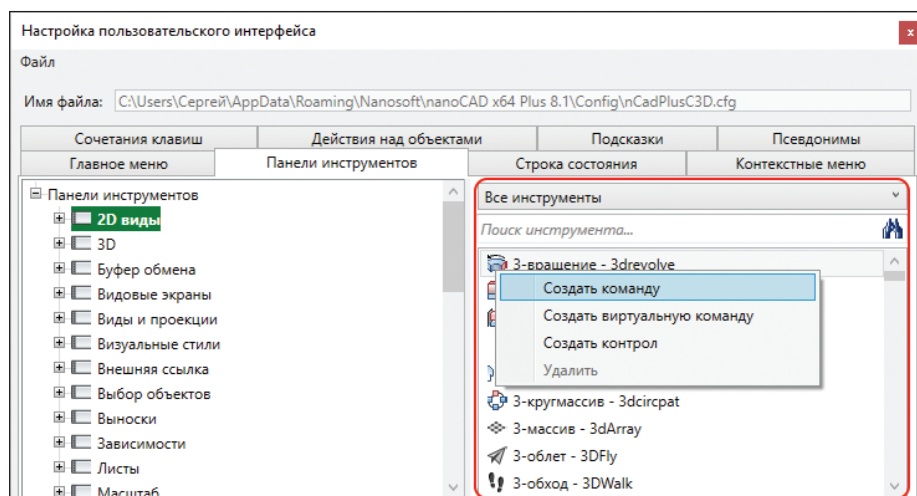 Настройка пользовательского интерфейса
x
Файл
Имя файла: C:\Users\Сергей\AppData\Roaming\Nanosoft\nanoCAD x64 Plus 8.1\Config\nCadPlusC3D.cfg
Сочетания клавиш Действия над объектами Подсказки Псевдонимы
Главное меню Панели инструментов Строка состояния Контекстные меню
Панели инструментов
2D виды
3D
Буфер обмена
Видовые экраны
Виды и проекции
Визуальные стили
Внешняя ссылка
Выбор объектов
Выноски
Зависимости
Листы
Масштаб
Все инструменты
Поиск инструмента...
3-вращение - 3drevolve
Создать команду
Создать виртуальную команду
Создать контрол
Удалить
3-кругмассив - 3dcircpat
3-массив - 3dArray
3-облет - 3DFly
3-обход - 3DWalk